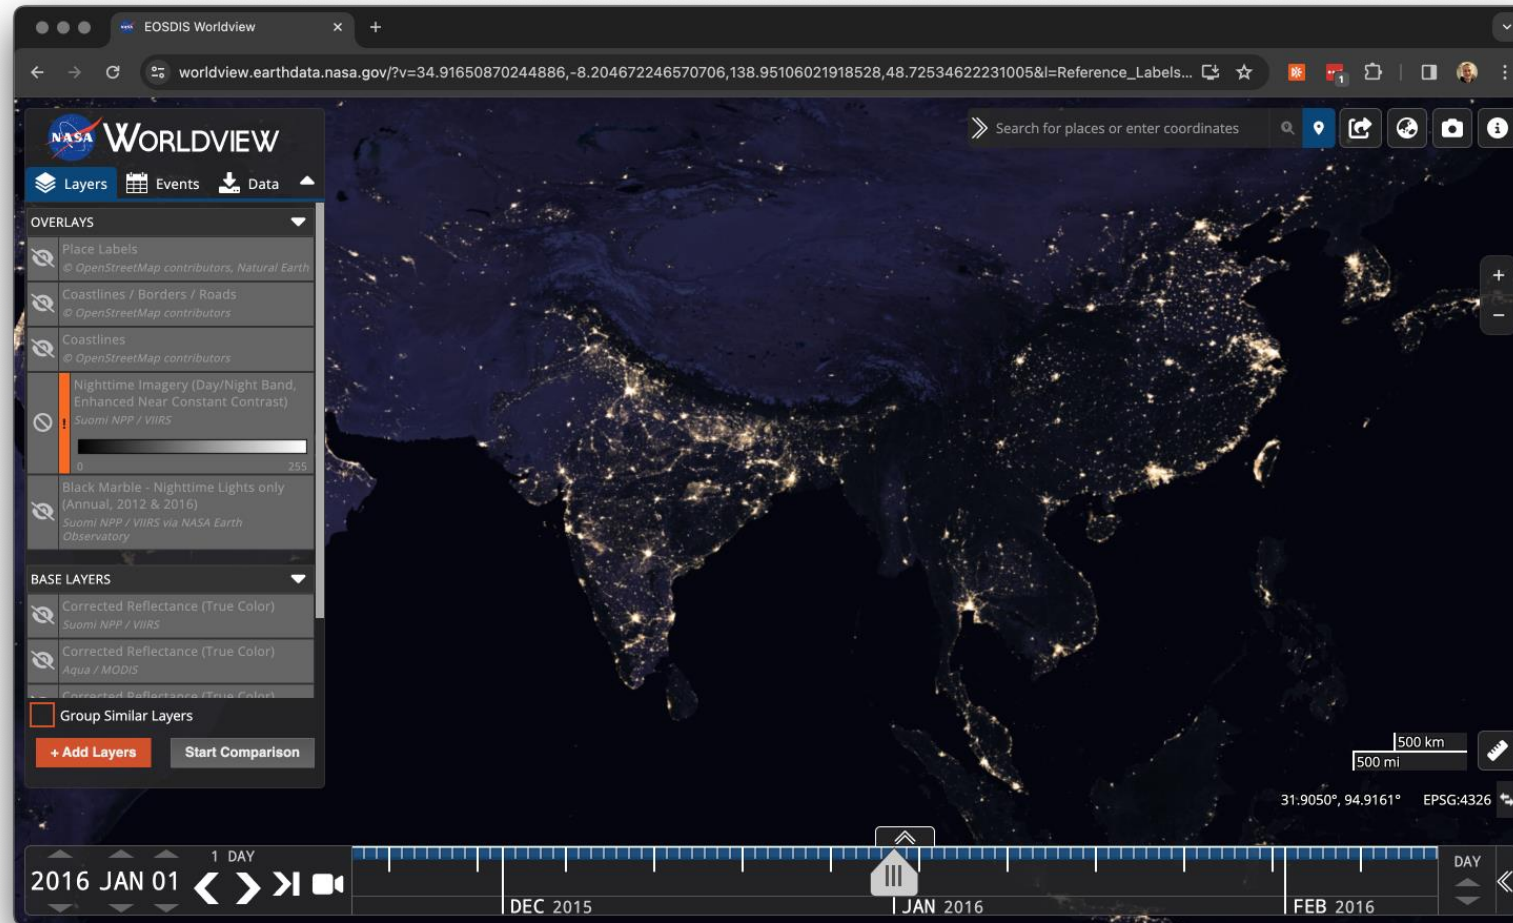 EOSDIS Worldview
worldview.earthdata.nasa.gov/?v=34.91650870244886,-8.204672246570706,138.95106021918528,48.72534622231005&l=Reference_Labels...
1
NASA WORLDVIEW
Search for places or enter coordinates
Layers Events Data
OVERLAYS
Place Labels
© OpenStreetMap contributors, Natural Earth
Coastlines / Borders / Roads
© OpenStreetMap contributors
Coastlines
© OpenStreetMap contributors
Nighttime Imagery (Day/Night Band,
Enhanced Near Constant Contrast)
Suomi NPP / VIIRS
!
0 255
Black Marble - Nighttime Lights only
(Annual, 2012 & 2016)
Suomi NPP / VIIRS via NASA Earth
Observatory
BASE LAYERS
Corrected Reflectance (True Color)
Suomi NPP / VIIRS
Corrected Reflectance (True Color)
Aqua / MODIS
Corrected Reflectance (True Color)
Group Similar Layers
+ Add Layers Start Comparison
+
−
500 km
500 mi
31.9050°, 94.9161° EPSG:4326
1 DAY
2016 JAN 01
DEC 2015
JAN 2016
FEB 2016
DAY